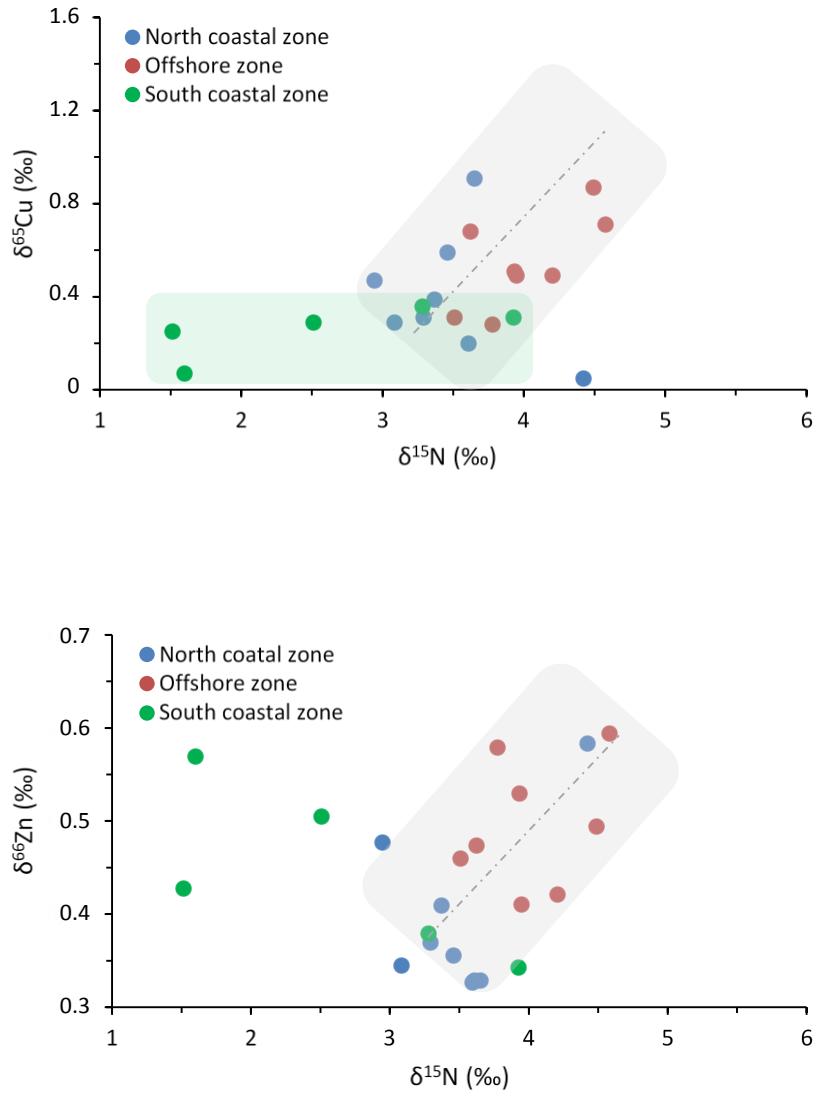 1.6
North coastal zone
Offshore zone
South coastal zone
1.2
0.8
0.4
0
δ⁶⁵Cu (‰)
1 2 3 4 5 6
δ¹⁵N (‰)
0.7
North coatal zone
Offshore zone
South coastal zone
0.6
0.5
0.4
0.3
δ⁶⁶Zn (‰)
1 2 3 4 5 6
δ¹⁵N (‰)